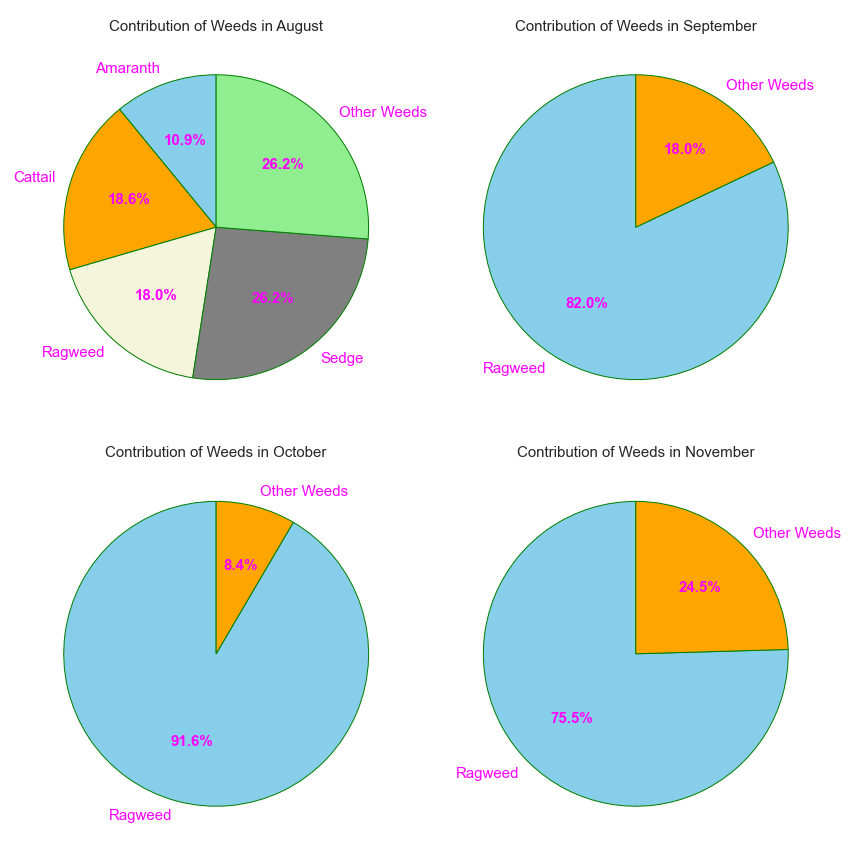 Contribution of Weeds in August
Amaranth
Other Weeds
10.9%
26.2%
Cattail
18.6%
18.0%
26.2%
Ragweed
Sedge
Contribution of Weeds in September
Other Weeds
18.0%
82.0%
Ragweed
Contribution of Weeds in October
Other Weeds
8.4%
91.6%
Ragweed
Contribution of Weeds in November
Other Weeds
24.5%
75.5%
Ragweed